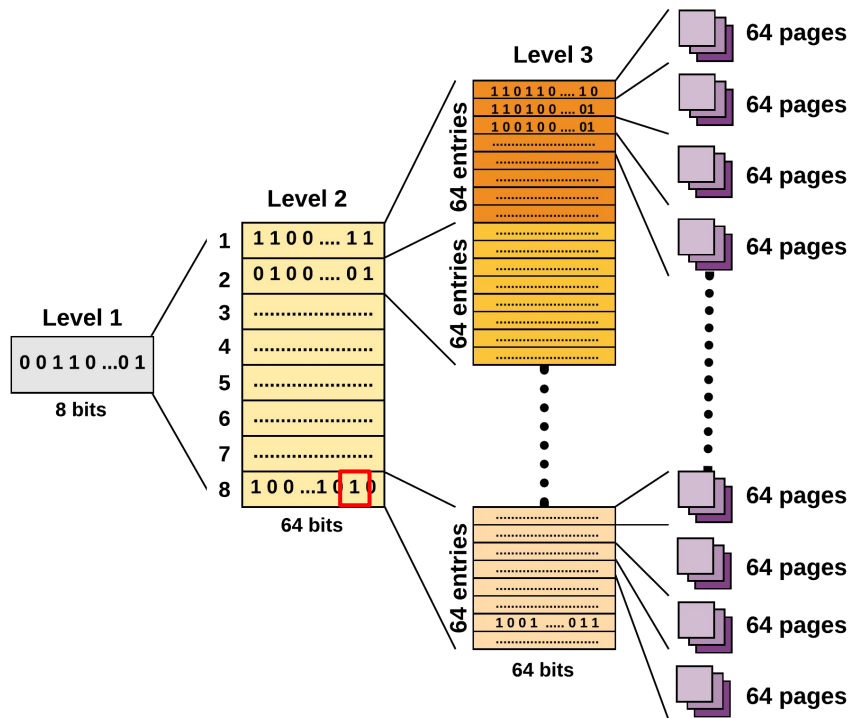 Level 1
0 0 1 1 0 ...0 1
8 bits
Level 2
1 1 1 0 0 .... 1 1
2 0 1 0 0 .... 0 1
3 ......................
4 ......................
5 ......................
6 ......................
7 ......................
8 1 0 0 ...1 0 1 0
64 bits
Level 3
64 entries
1 1 0 1 1 0 .... 1 0
1 1 0 1 0 0 .... 01
1 0 0 1 0 0 .... 01
..........................
..........................
..........................
..........................
..........................
64 entries
..........................
..........................
..........................
..........................
..........................
..........................
..........................
..........................
64 entries
..........................
..........................
..........................
..........................
..........................
..........................
1 0 0 1 ..... 0 1 1
..........................
64 bits
64 pages
64 pages
64 pages
64 pages
64 pages
64 pages
64 pages
64 pages